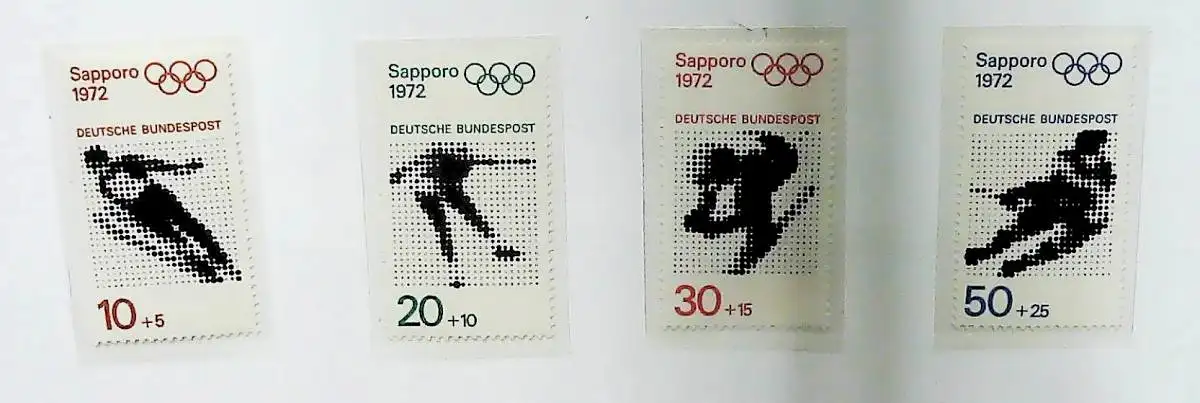 Sapporo
1972
DEUTSCHE BUNDESPOST
10 +5
Sapporo
1972
DEUTSCHE BUNDESPOST
20 +10
Sapporo
1972
DEUTSCHE BUNDESPOST
30 +15
Sapporo
1972
DEUTSCHE BUNDESPOST
50 +25